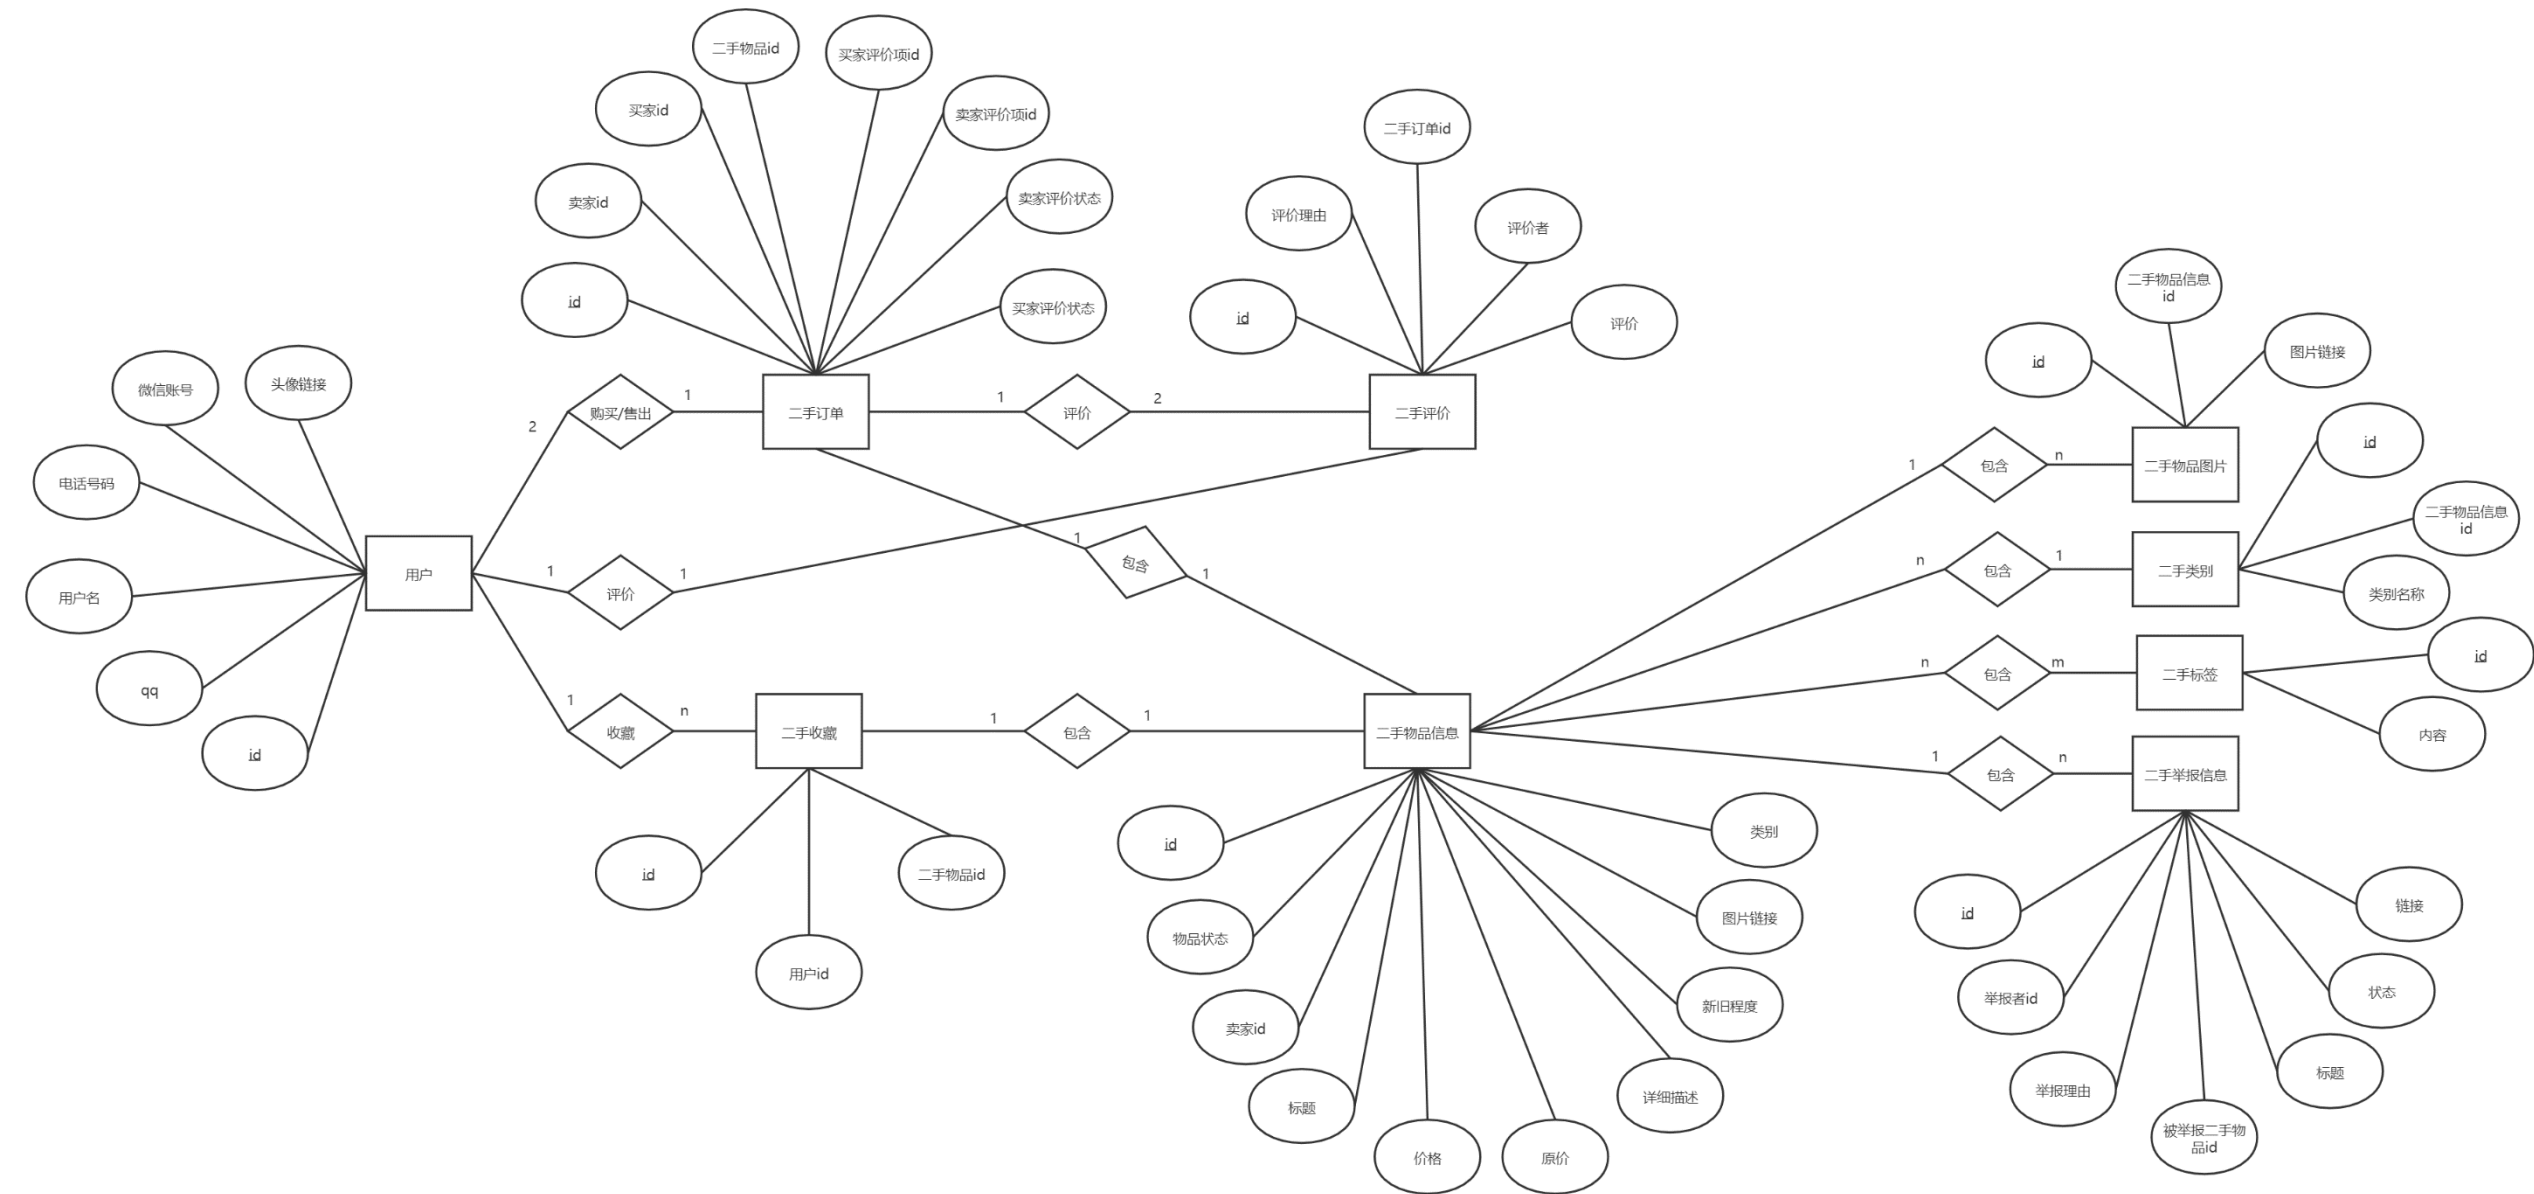 二手物品id
买家评价项id
买家id
卖家评价项id
二手订单id
卖家id
卖家评价状态
评价理由
评价者
id
买家评价状态
id
评价
二手物品信息
id
id
图片链接
微信账号
头像链接
购买/售出
1
二手订单
1
评价
2
二手评价
2
id
电话号码
1
包含
n
二手物品图片
二手物品信息
id
用户
1
评价
1
1
包含
1
n
包含
1
二手类别
类别名称
用户名
qq
id
1
收藏
n
二手收藏
1
包含
1
二手物品信息
n
包含
m
二手标签
id
内容
1
包含
n
二手举报信息
id
用户id
二手物品id
id
物品状态
卖家id
标题
价格
原价
详细描述
新旧程度
图片链接
类别
id
举报者id
举报理由
被举报二手物
品id
标题
状态
链接